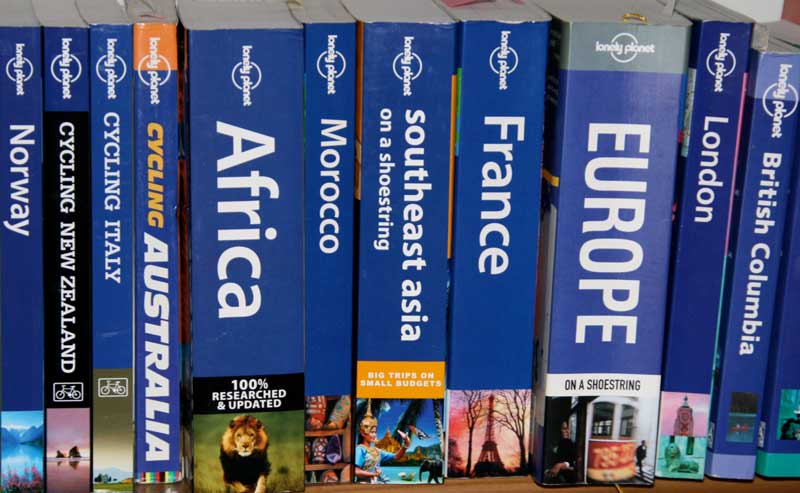 lonely planet
Norway
lonely planet
CYCLING NEW ZEALAND
lonely planet
CYCLING ITALY
lonely planet
CYCLING AUSTRALIA
lonely planet
Africa
100%
RESEARCHED
& UPDATED
lonely planet
Morocco
lonely planet
southeast asia
on a shoestring
BIG TRIPS ON
SMALL BUDGETS
lonely planet
France
lonely planet
EUROPE
ON A SHOESTRING
lonely planet
London
lonely planet
British Columbia